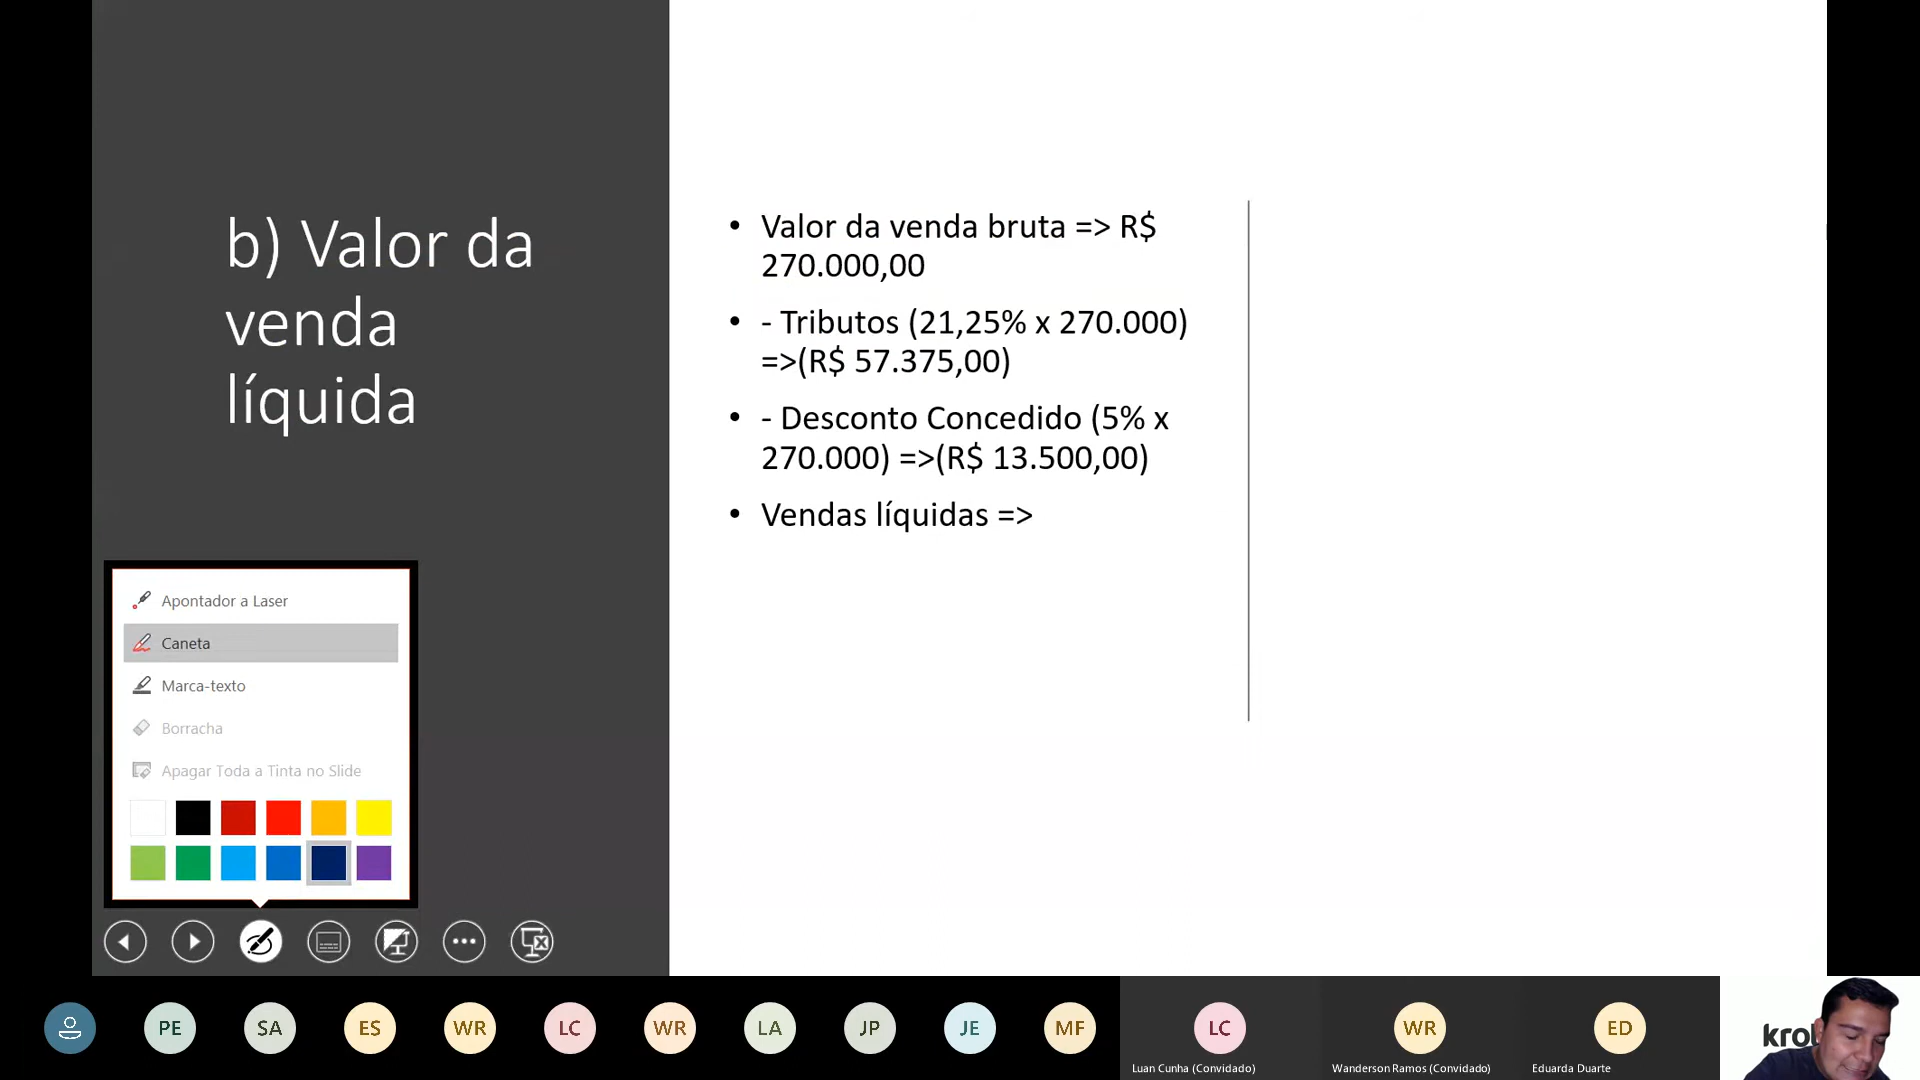 b) Valor da
venda
líquida
• Valor da venda bruta => R$
270.000,00
• - Tributos (21,25% x 270.000)
=>(R$ 57.375,00)
• - Desconto Concedido (5% x
270.000) =>(R$ 13.500,00)
• Vendas líquidas =>
Apontador a Laser
Caneta
Marca-texto
Borracha
Apagar Toda a Tinta no Slide
PE SA ES WR LC WR LA JP JE MF LC WR ED
Luan Cunha (Convidado) Wanderson Ramos (Convidado) Eduarda Duarte